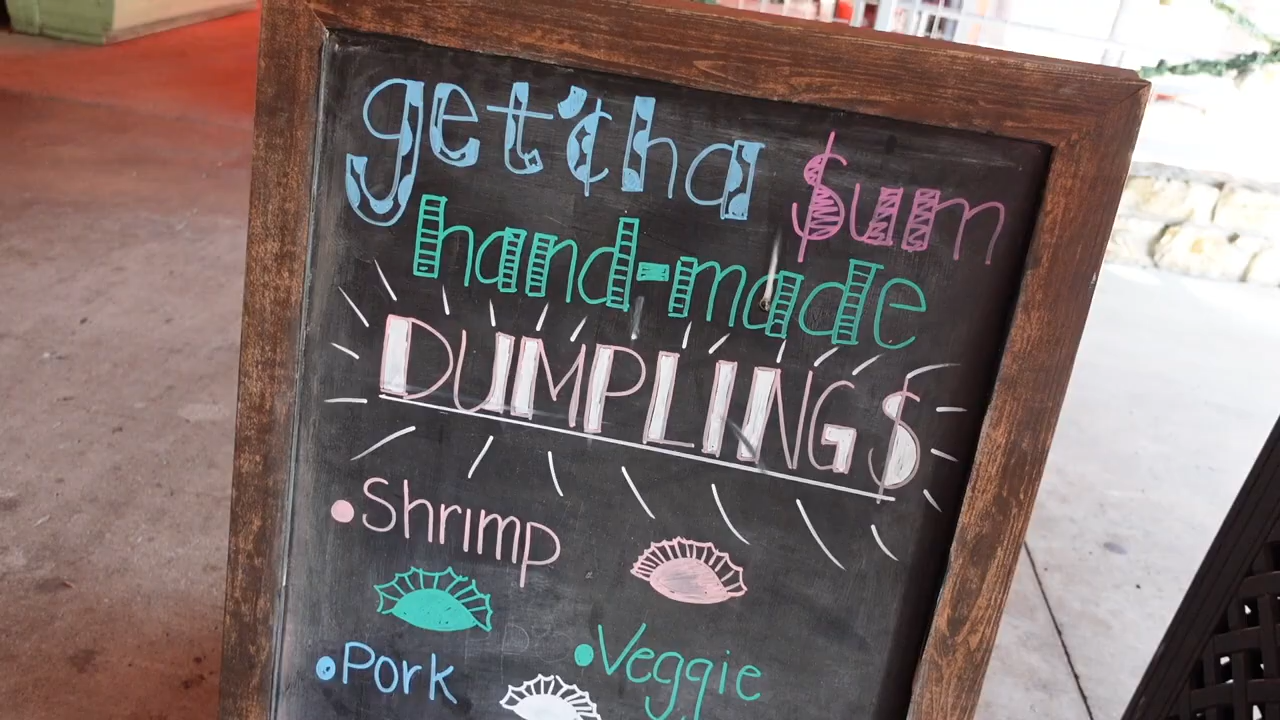 get'cha $um
hand-made
DUMPLING$
•Shrimp
•Pork
•Veggie